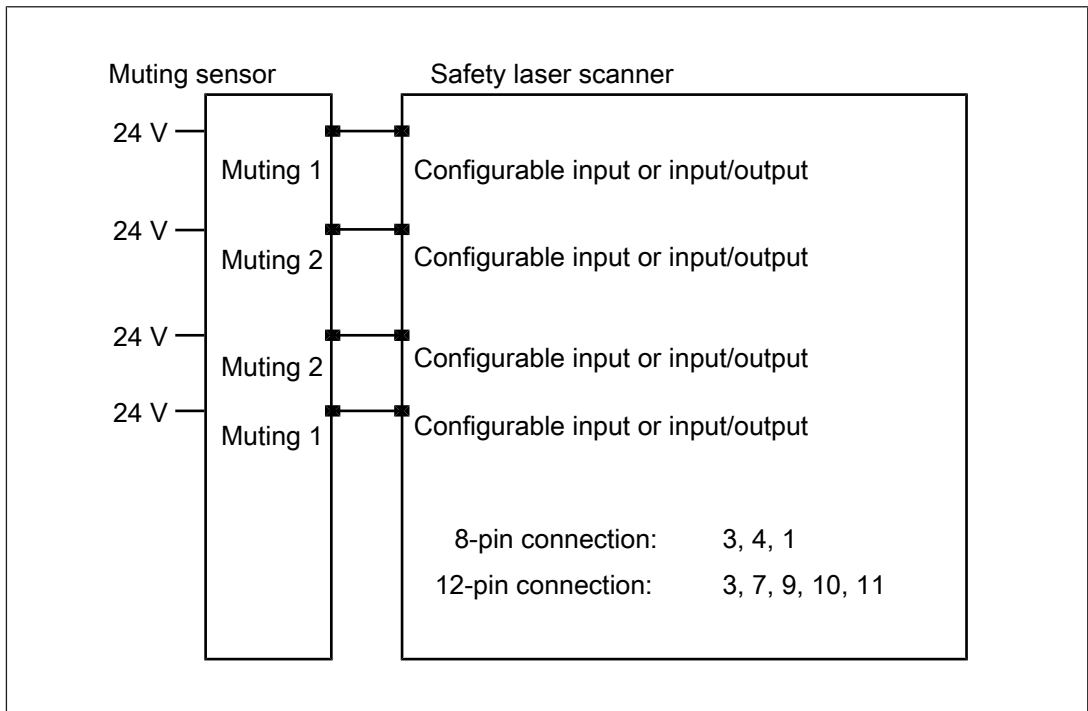 Muting sensor
Safety laser scanner
24 V
Muting 1
Configurable input or input/output
24 V
Muting 2
Configurable input or input/output
24 V
Muting 2
Configurable input or input/output
24 V
Muting 1
Configurable input or input/output
8-pin connection: 3, 4, 1
12-pin connection: 3, 7, 9, 10, 11